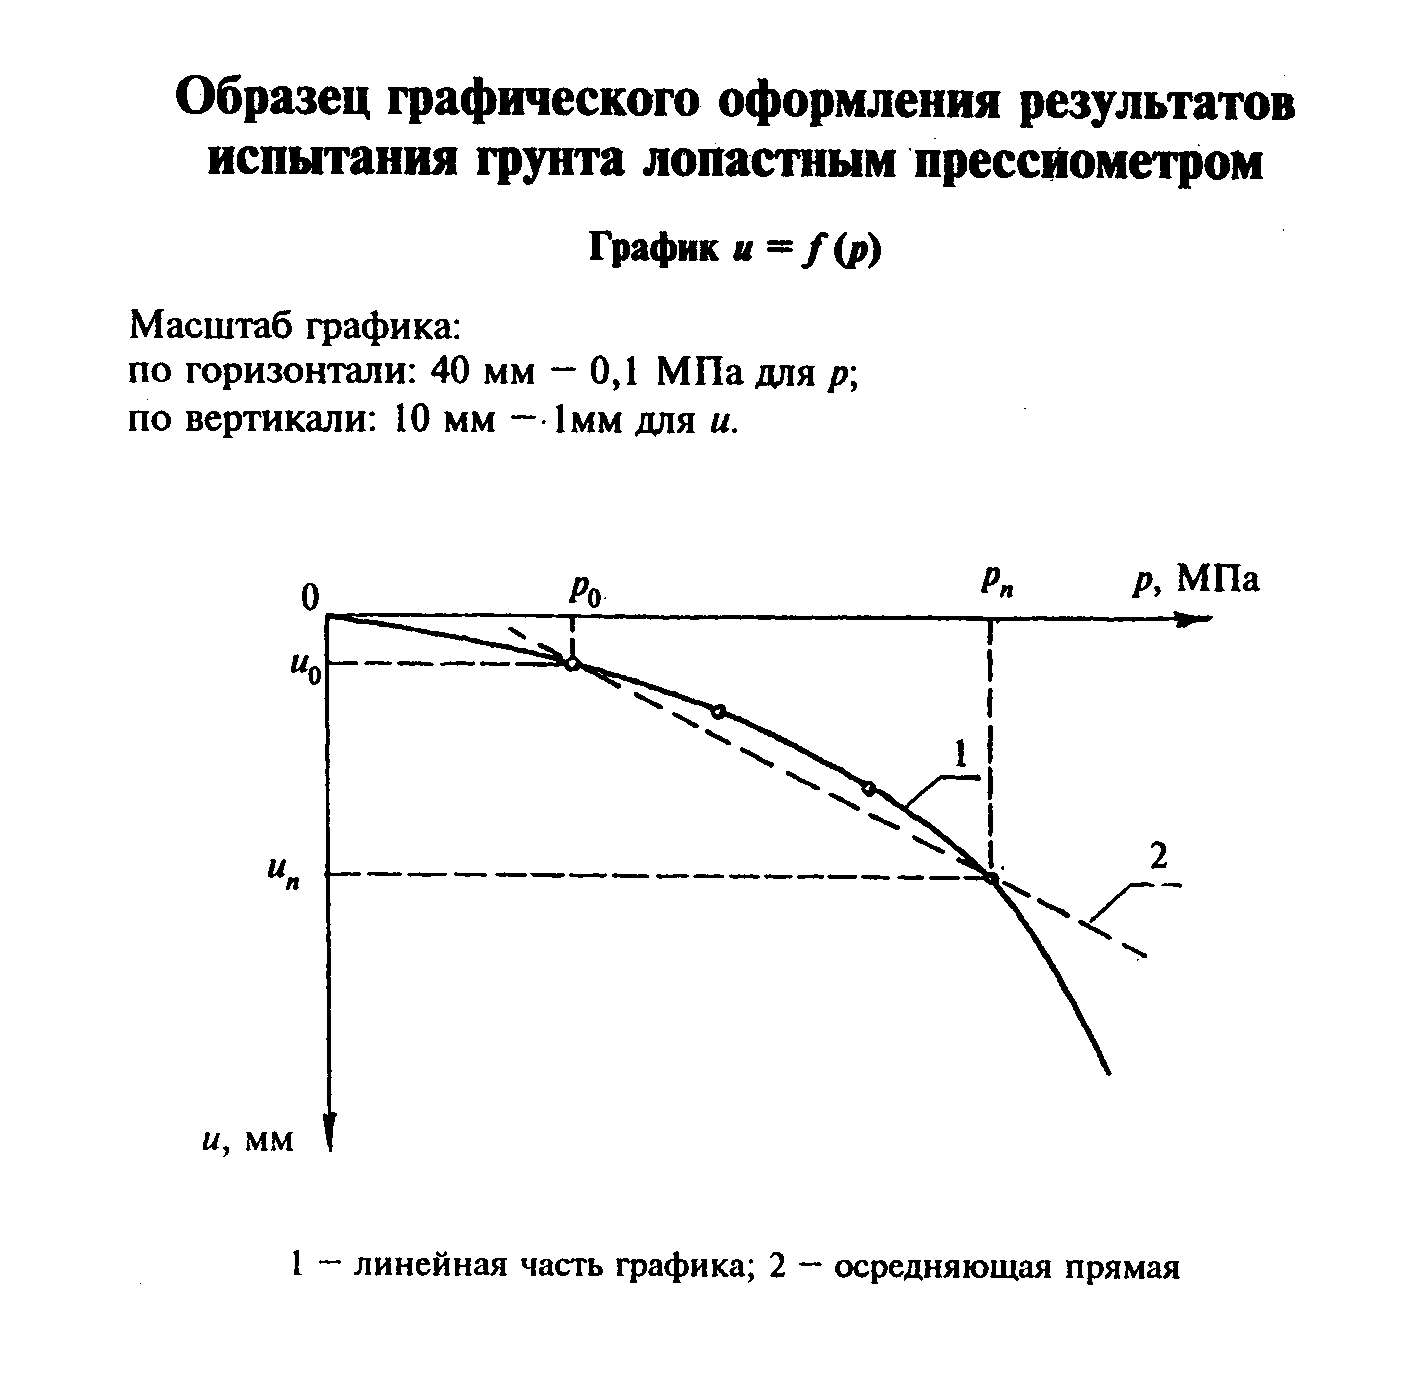 Образец графического оформления результатов
испытания грунта лопастным прессиометром
График u = f (p)
Масштаб графика:
по горизонтали: 40 мм – 0,1 МПа для p;
по вертикали: 10 мм – 1мм для u.
0
p₀
pₙ
p, МПа
u₀
1
uₙ
2
u, мм
1 – линейная часть графика; 2 – осредняющая прямая